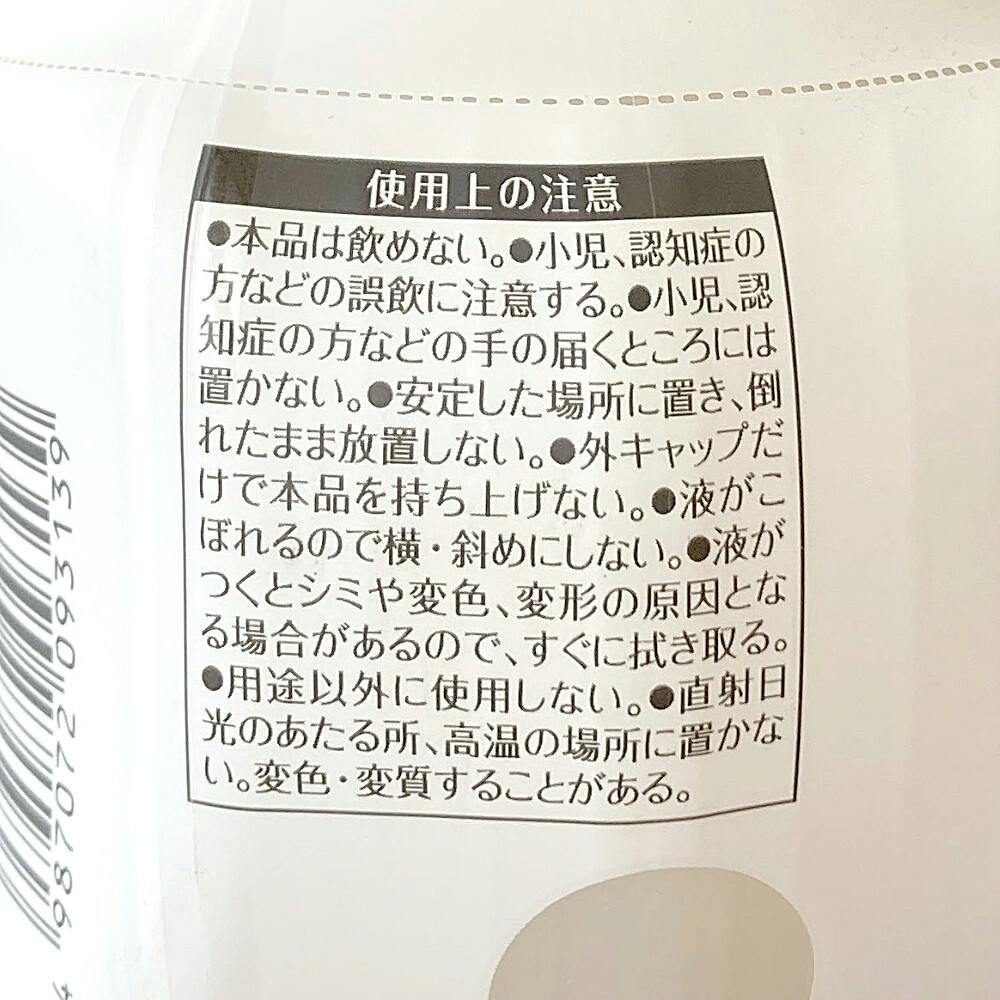 使用上の注意
●本品は飲めない。●小児、認知症の
方などの誤飲に注意する。●小児、認
知症の方などの手の届くところには
置かない。●安定した場所に置き、倒
れたまま放置しない。●外キャップだ
けで本品を持ち上げない。●液がこ
ぼれるので横・斜めにしない。●液が
つくとシミや変色、変形の原因とな
る場合があるので、すぐに拭き取る。
●用途以外に使用しない。●直射日
光のあたる所、高温の場所に置かな
い。変色・変質することがある。
4 987072 093139